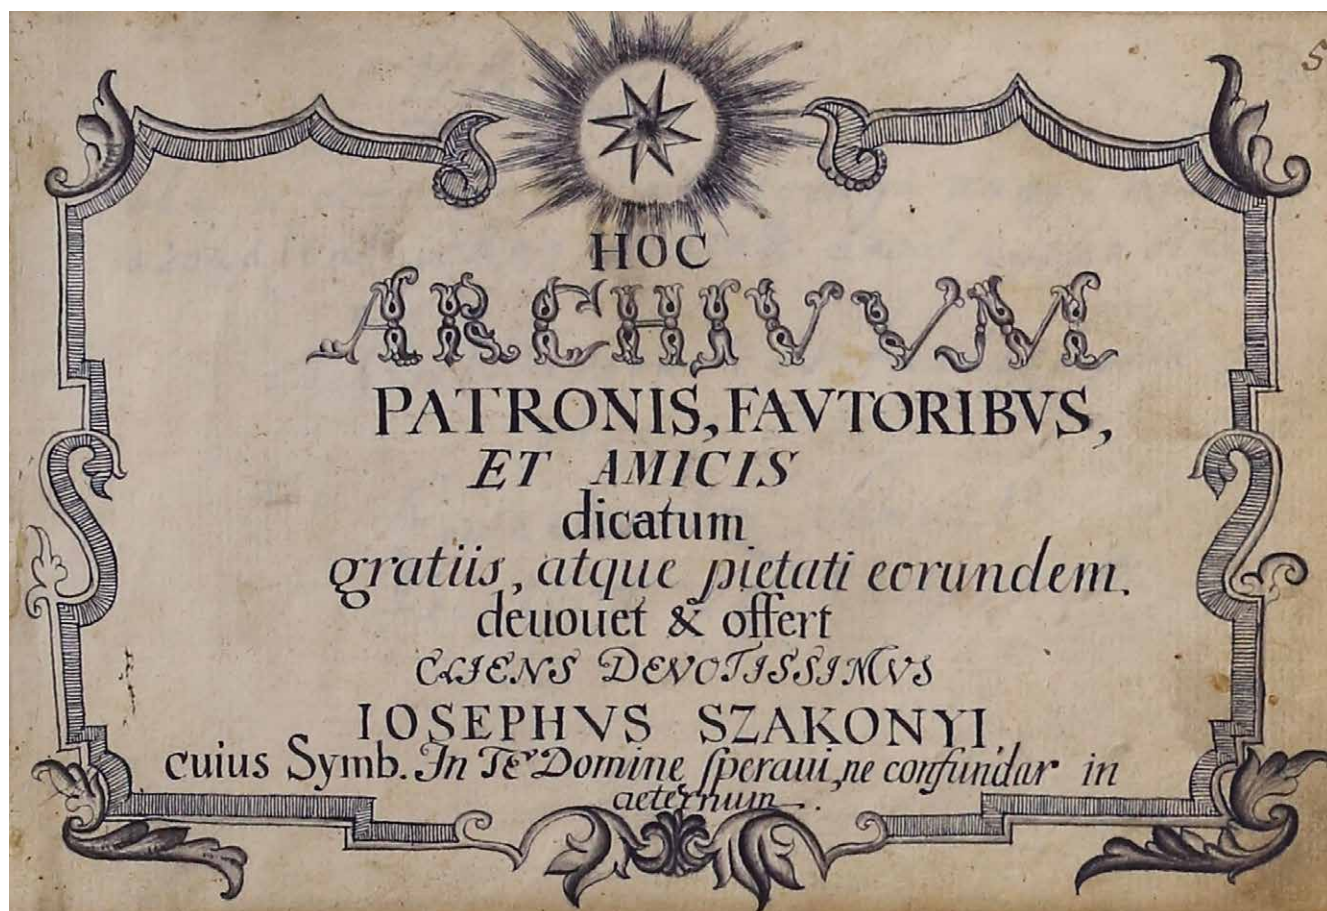 5
HOC
ARCHIVVM
PATRONIS, FAVTORIBVS,
ET AMICIS
dicatum
gratiis, atque pietati eorundem.
deuouet & offert
CLIENS DEVOTISSIMVS
IOSEPHVS SZAKONYI,
cuius Symb. In TE Domine speraui, ne confundar in
aeternum.